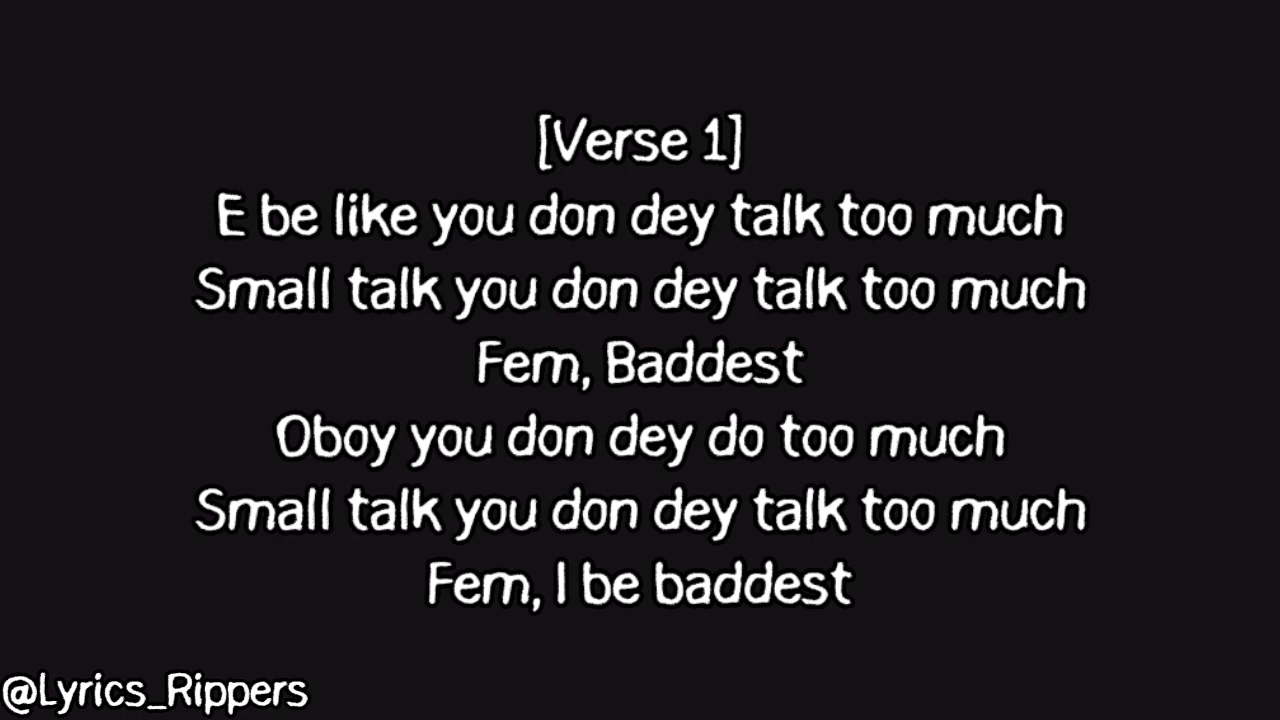 [Verse 1]
E be like you don dey talk too much
Small talk you don dey talk too much
Fem, Baddest
Oboy you don dey do too much
Small talk you don dey talk too much
Fem, I be baddest
@Lyrics_Rippers